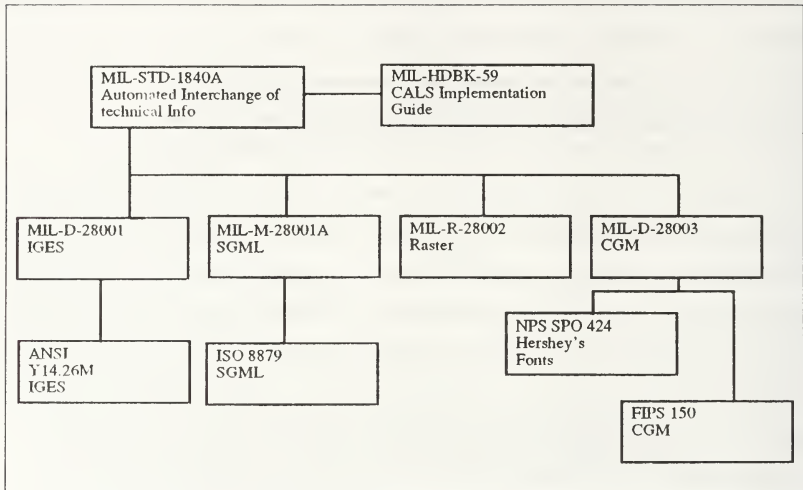 MIL-STD-1840A
Automated Interchange of
technical Info
MIL-HDBK-59
CALS Implementation
Guide
MIL-D-28001
IGES
MIL-M-28001A
SGML
MIL-R-28002
Raster
MIL-D-28003
CGM
ANSI
Y14.26M
IGES
ISO 8879
SGML
NPS SPO 424
Hershey's
Fonts
FIPS 150
CGM